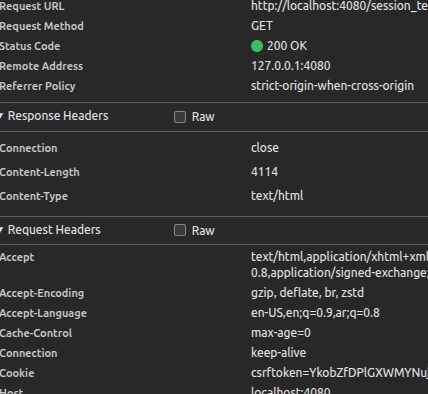 Request URL http://localhost:4080/session_te
Request Method GET
Status Code 200 OK
Remote Address 127.0.0.1:4080
Referrer Policy strict-origin-when-cross-origin
Response Headers Raw
Connection close
Content-Length 4114
Content-Type text/html
Request Headers Raw
Accept text/html,application/xhtml+xml
0.8,application/signed-exchange;
Accept-Encoding gzip, deflate, br, zstd
Accept-Language en-US,en;q=0.9,ar;q=0.8
Cache-Control max-age=0
Connection keep-alive
Cookie csrftoken=YkobZfDPlGXWMYNuj
Host localhost:4080